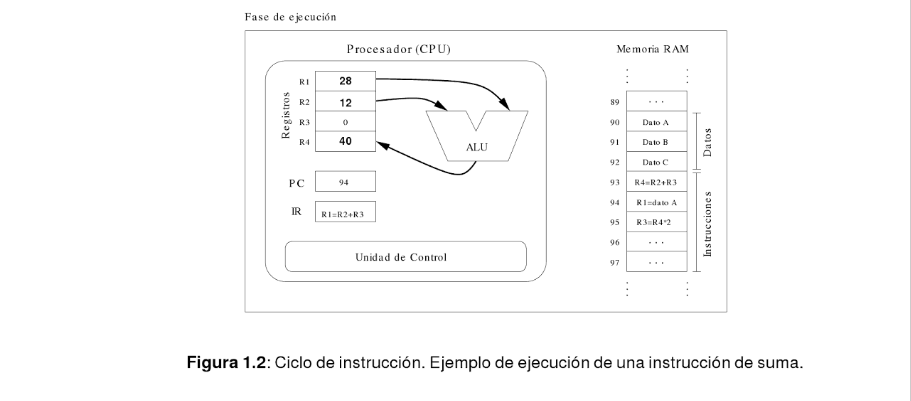 Fase de ejecución
Procesador (CPU)
Memoria RAM
Registros
R1 28
R2 12
R3 0
R4 40
ALU
PC 94
IR R1=R2+R3
Unidad de Control
89 . . .
90 Dato A
91 Dato B
92 Dato C
93 R4=R2+R3
94 R1=dato A
95 R3=R4*2
96 . . .
97 . . .
Datos
Instrucciones
Figura 1.2: Ciclo de instrucción. Ejemplo de ejecución de una instrucción de suma.